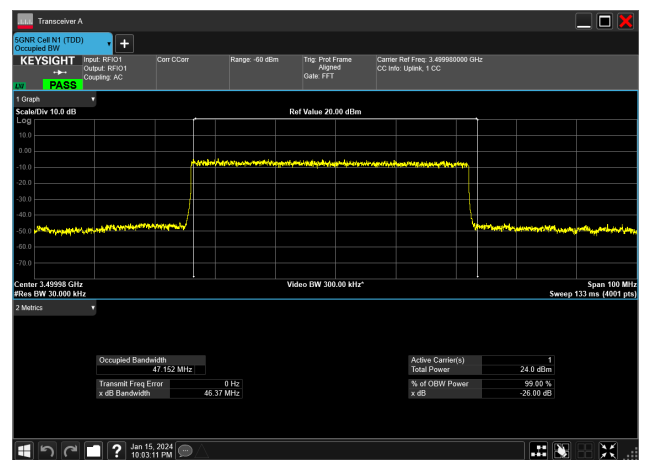 Transceiver A
5GNR Cell N1 (TDD)
Occupied BW
KEYSIGHT
LV
PASS
Input: RFIO1
Output: RFIO1
Coupling: AC
Corr CCorr
Range: -60 dBm
Trig: Prot Frame
Aligned
Gate: FFT
Carrier Ref Freq: 3.499980000 GHz
CC Info: Uplink, 1 CC
1 Graph
Scale/Div 10.0 dB
Ref Value 20.00 dBm
Log
10.0
0.00
-10.0
-20.0
-30.0
-40.0
-50.0
-60.0
-70.0
Center 3.49998 GHz
Video BW 300.00 kHz*
Span 100 MHz
#Res BW 30.000 kHz
Sweep 133 ms (4001 pts)
2 Metrics
Occupied Bandwidth
47.152 MHz
Active Carrier(s) 1
Total Power 24.0 dBm
Transmit Freq Error 0 Hz
x dB Bandwidth 46.37 MHz
% of OBW Power 99.00 %
x dB -26.00 dB
?
Jan 15, 2024
10:03:11 PM